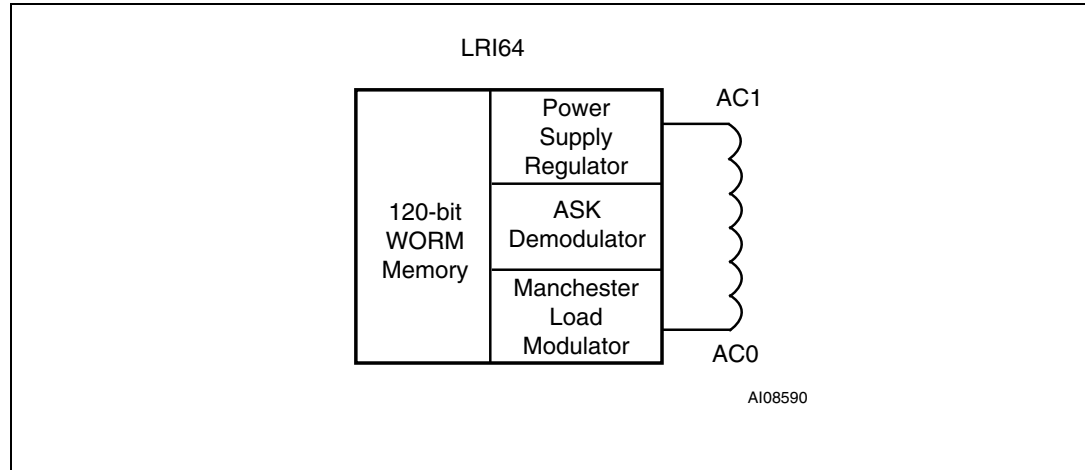 LRI64
AC1
Power
Supply
Regulator
120-bit
WORM
Memory
ASK
Demodulator
Manchester
Load
Modulator
AC0
AI08590